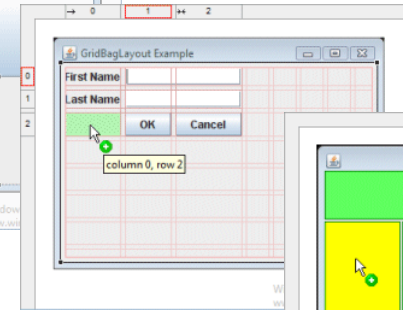 0 1 2
GridBagLayout Example
0
First Name
1
Last Name
2
OK Cancel
column 0, row 2